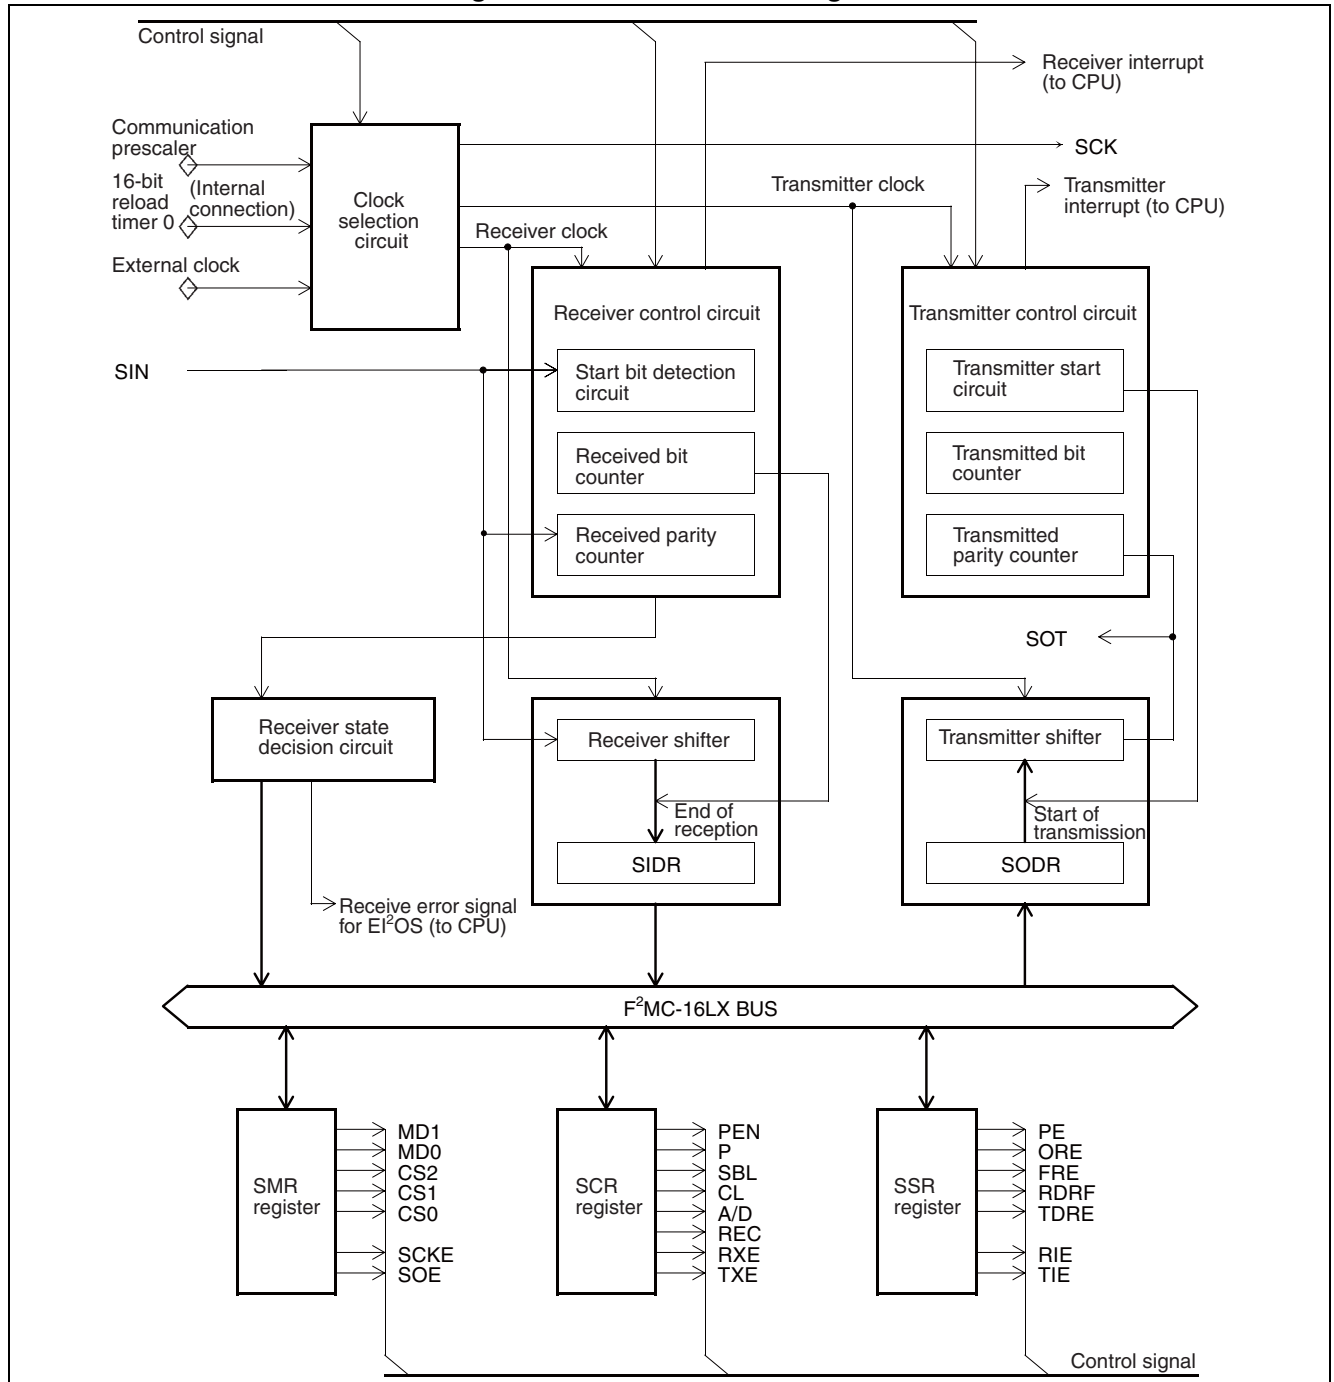 Control signal
Receiver interrupt
(to CPU)
Communication
prescaler
SCK
16-bit
reload
timer 0
(Internal
connection)
Clock
selection
circuit
Transmitter clock
Transmitter
interrupt (to CPU)
Receiver clock
External clock
Receiver control circuit
Transmitter control circuit
SIN
Start bit detection
circuit
Transmitter start
circuit
Received bit
counter
Transmitted bit
counter
Received parity
counter
Transmitted
parity counter
SOT
Receiver state
decision circuit
Receiver shifter
Transmitter shifter
End of
reception
Start of
transmission
SIDR
SODR
Receive error signal
for EI²OS (to CPU)
F²MC-16LX BUS
SMR
register
MD1
MD0
CS2
CS1
CS0
SCKE
SOE
SCR
register
PEN
P
SBL
CL
A/D
REC
RXE
TXE
SSR
register
PE
ORE
FRE
RDRF
TDRE
RIE
TIE
Control signal